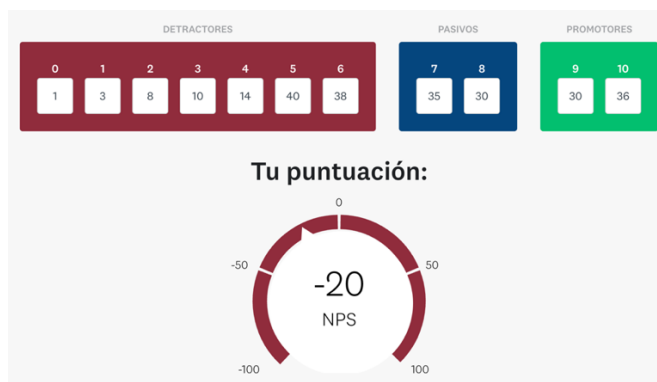 DETRACTORES PASIVOS PROMOTORES
0 1 2 3 4 5 6 7 8 9 10
1 3 8 10 14 40 38 35 30 30 36
Tu puntuación:
0
-50 50
-20
NPS
-100 100